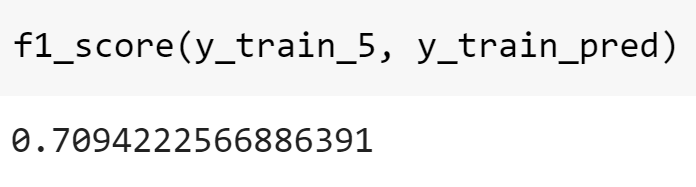 f1_score(y_train_5, y_train_pred)
0.7094222566886391